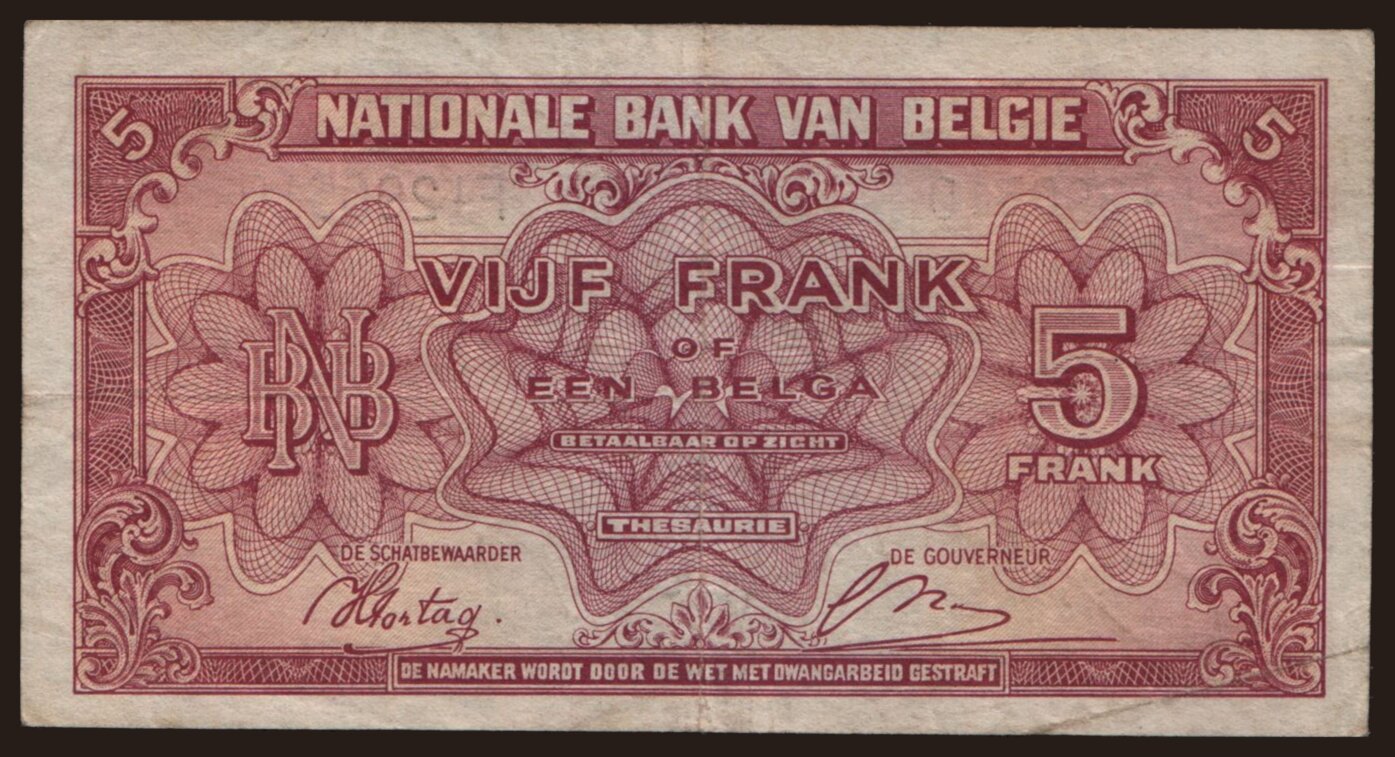 5
NATIONALE BANK VAN BELGIE
5
VIJF FRANK
OF
EEN BELGA
BETAALBAAR OP ZICHT
THESAURIE
BNB
5
FRANK
DE SCHATBEWAARDER
DE GOUVERNEUR
DE NAMAKER WORDT DOOR DE WET MET DWANGARBEID GESTRAFT